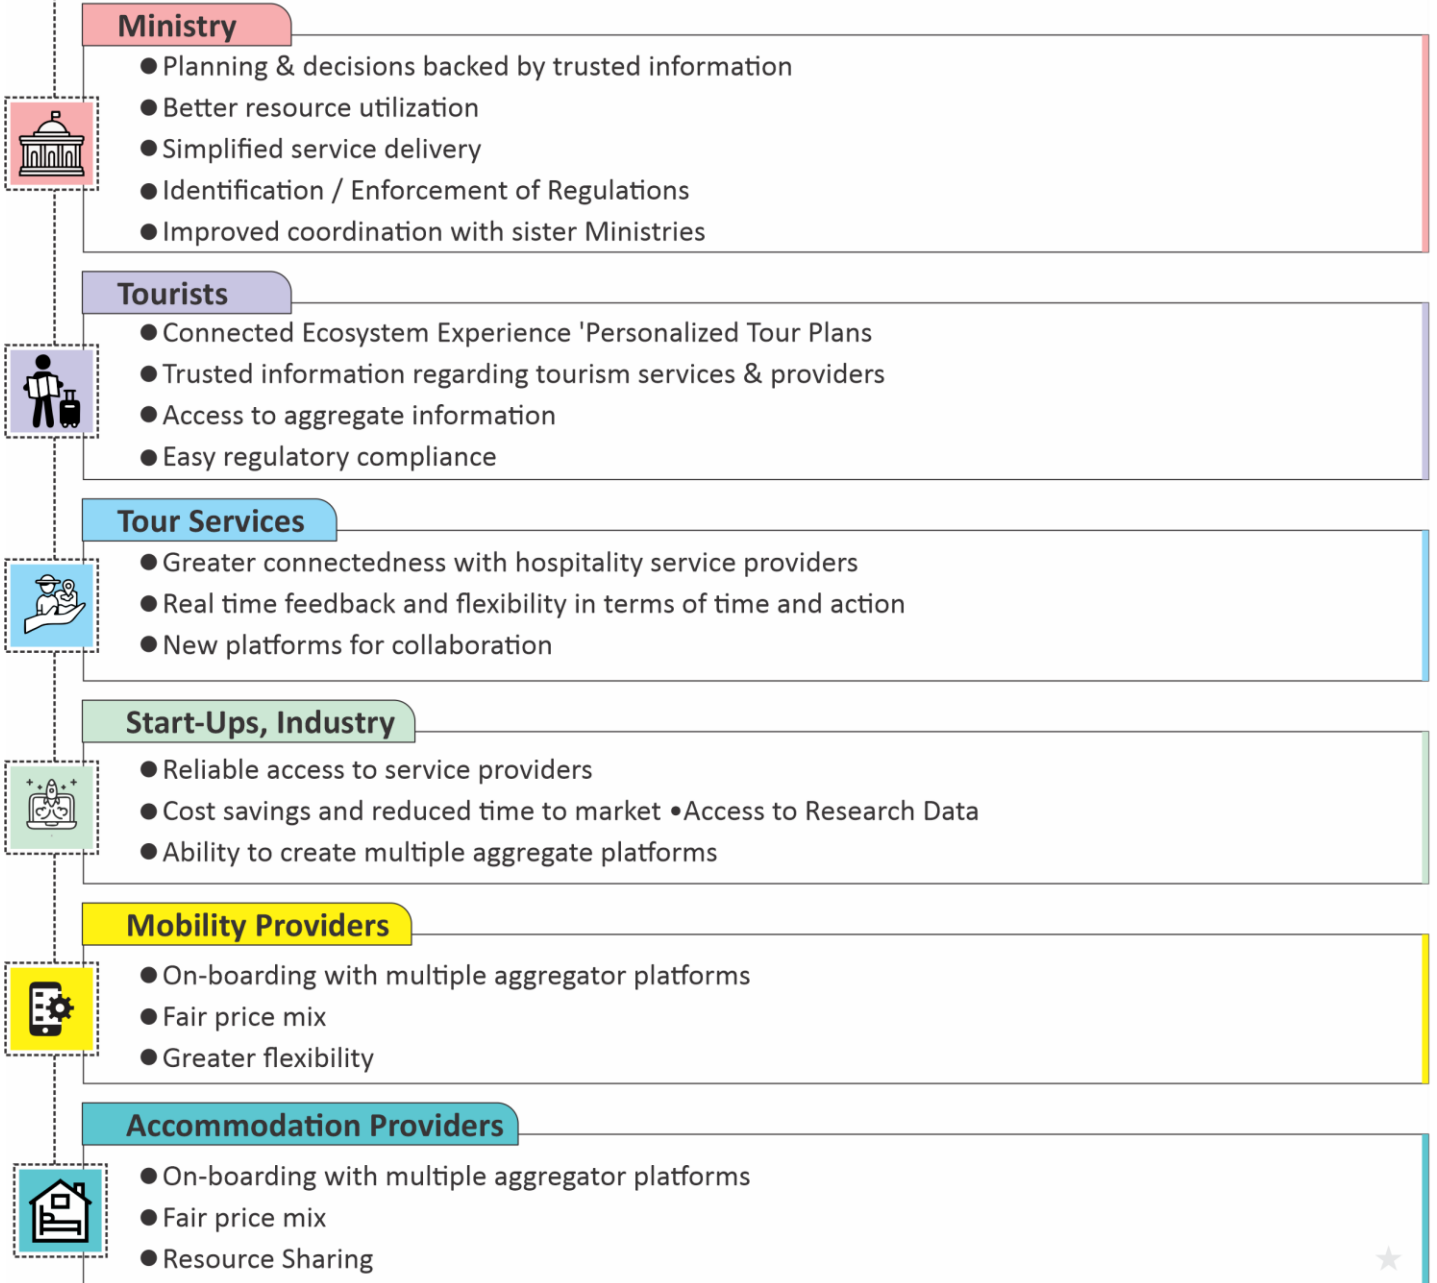 Ministry
● Planning & decisions backed by trusted information
● Better resource utilization
● Simplified service delivery
● Identification / Enforcement of Regulations
● Improved coordination with sister Ministries
Tourists
● Connected Ecosystem Experience 'Personalized Tour Plans
● Trusted information regarding tourism services & providers
● Access to aggregate information
● Easy regulatory compliance
Tour Services
● Greater connectedness with hospitality service providers
● Real time feedback and flexibility in terms of time and action
● New platforms for collaboration
Start-Ups, Industry
● Reliable access to service providers
● Cost savings and reduced time to market •Access to Research Data
● Ability to create multiple aggregate platforms
Mobility Providers
● On-boarding with multiple aggregator platforms
● Fair price mix
● Greater flexibility
Accommodation Providers
● On-boarding with multiple aggregator platforms
● Fair price mix
● Resource Sharing